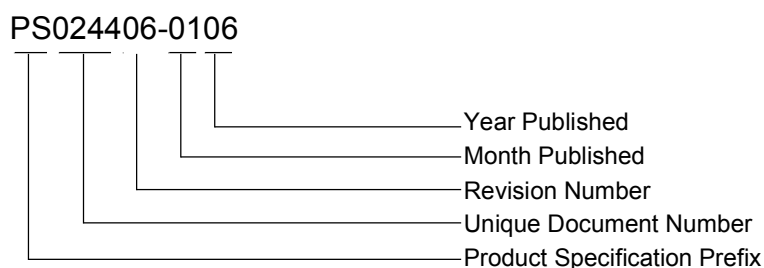 PS024406-0106
Year Published
Month Published
Revision Number
Unique Document Number
Product Specification Prefix